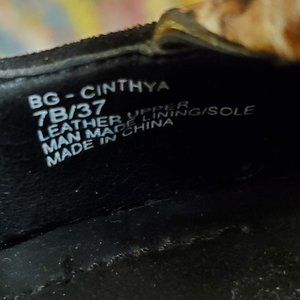 BG - CINTHYA
7B/37
LEATHER UPPER
MAN MADE LINING/SOLE
MADE IN CHINA